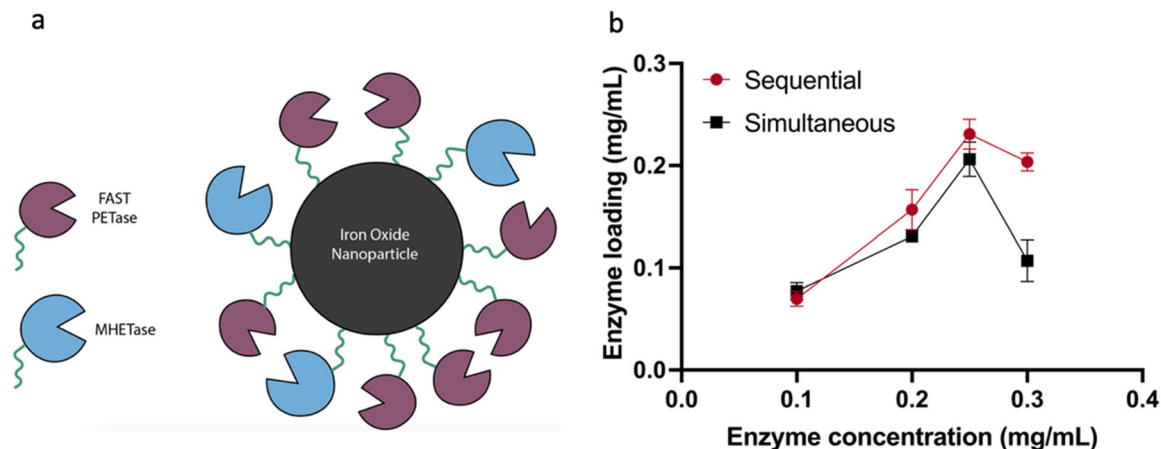 a
FAST
PETase
MHETase
Iron Oxide
Nanoparticle
b
Enzyme loading (mg/mL)
0.3
0.2
0.1
0.0
Sequential
Simultaneous
0.0 0.1 0.2 0.3 0.4
Enzyme concentration (mg/mL)